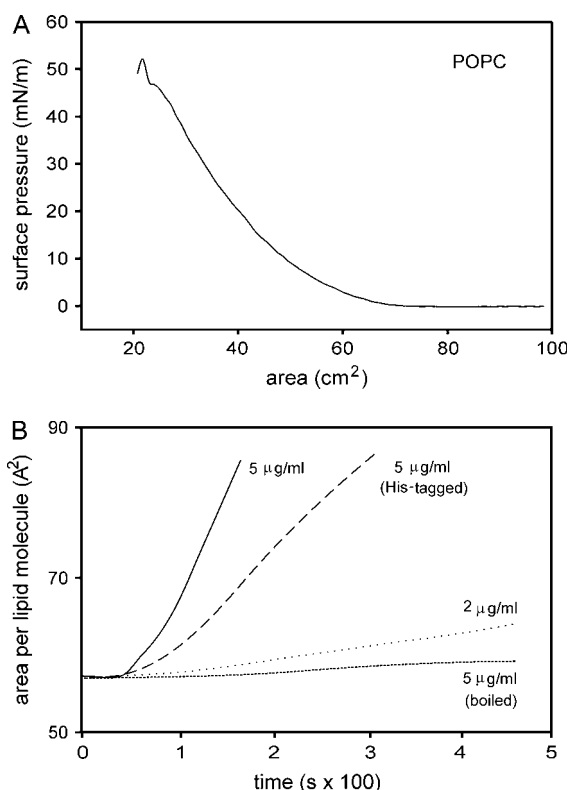 A
60
50
40
30
20
10
0
surface pressure (mN/m)
POPC
20 40 60 80 100
area (cm²)
B
90
70
50
area per lipid molecule (A²)
5 μg/ml
5 μg/ml
(His-tagged)
2 μg/ml
5 μg/ml
(boiled)
0 1 2 3 4 5
time (s x 100)